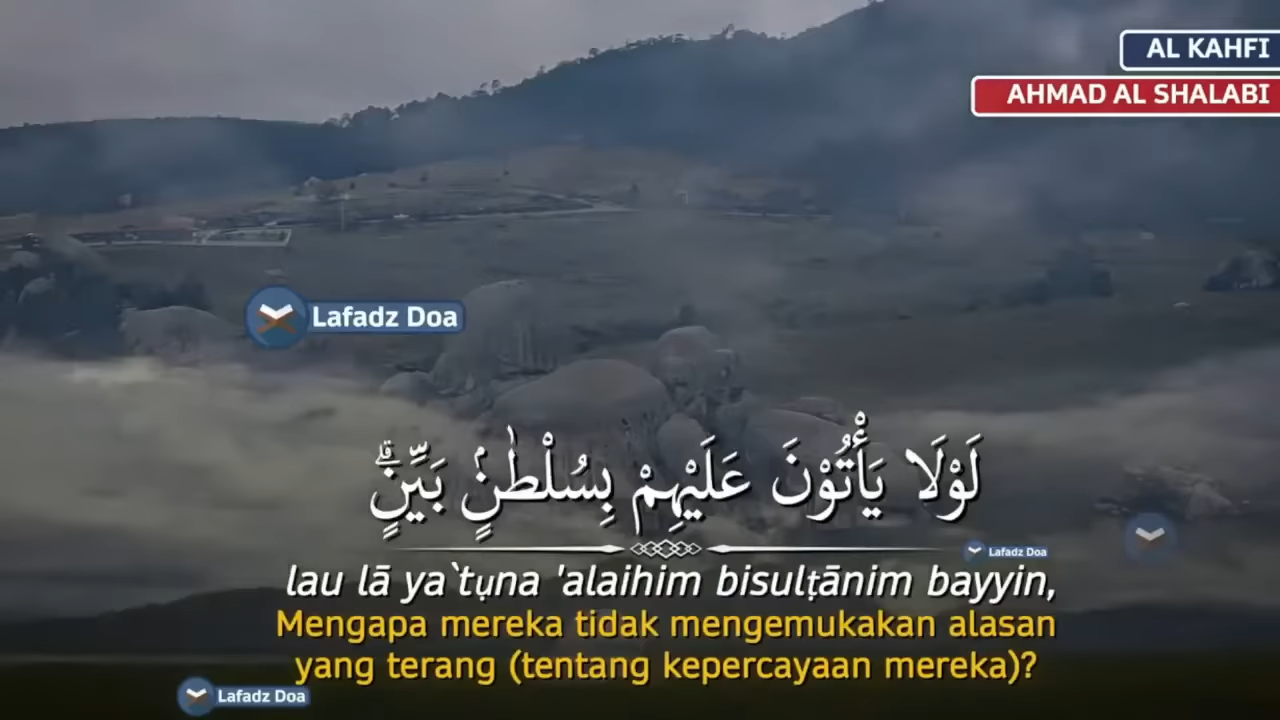 AL KAHFI
AHMAD AL SHALABI
Lafadz Doa
لَوْلَا يَأْتُوْنَ عَلَيْهِمْ بِسُلْطٰنٍۢ بَيِّنٍۗ
Lafadz Doa
lau lā ya`tụna 'alaihim bisulṭānim bayyin,
Mengapa mereka tidak mengemukakan alasan
yang terang (tentang kepercayaan mereka)?
Lafadz Doa